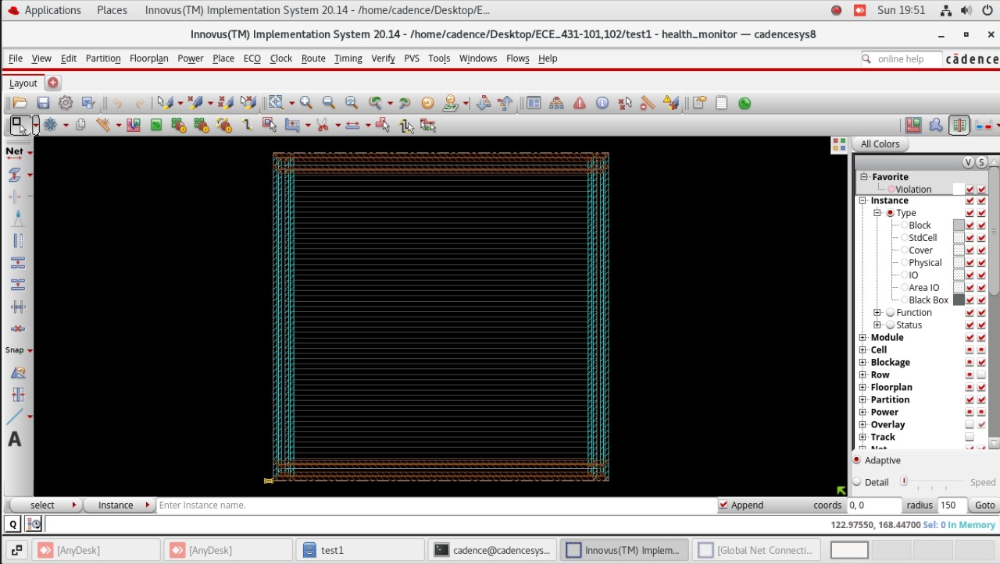 Applications Places Innovus(TM) Implementation System 20.14 - /home/cadence/Desktop/E... Sun 19:51
Innovus(TM) Implementation System 20.14 - /home/cadence/Desktop/ECE_431-101,102/test1 - health_monitor — cadencesys8
File View Edit Partition Floorplan Power Place ECO Clock Route Timing Verify PVS Tools Windows Flows Help online help cādence
Layout
All Colors
Net
V S
Favorite
Violation
Instance
Type
Block
StdCell
Cover
Physical
IO
Area IO
Black Box
Function
Status
Module
Snap
Cell
Blockage
Row
Floorplan
Partition
Power
Overlay
Track
Net
A
Adaptive
Detail Speed
select Instance Enter Instance name. Append coords 0, 0 radius 150 Goto
Q 122.97550, 168.44700 Sel: 0 In Memory
[AnyDesk] [AnyDesk] test1 cadence@cadencesys... Innovus(TM) Implem... [Global Net Connecti...